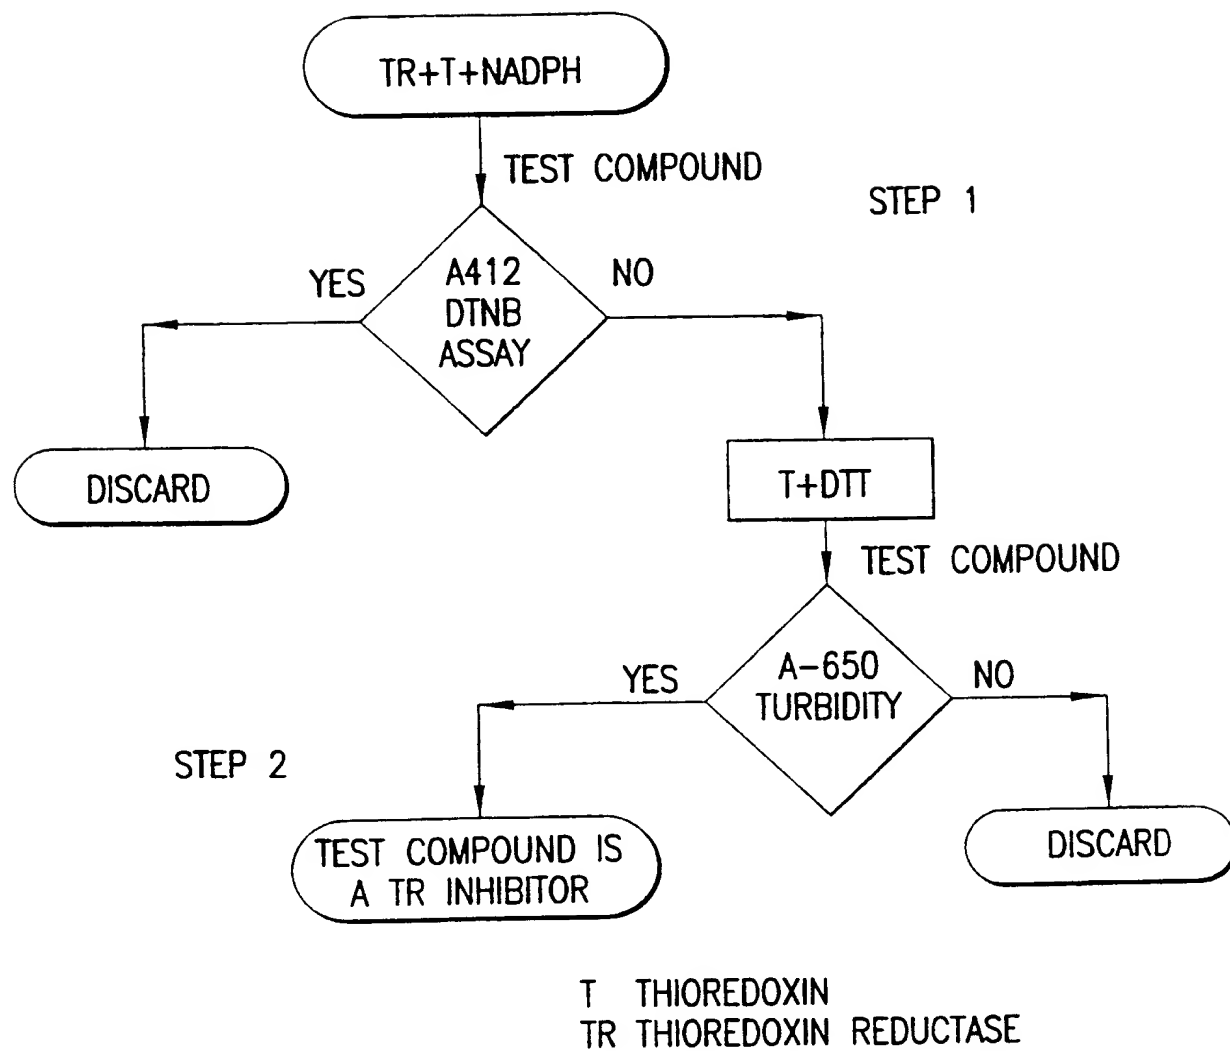 TR+T+NADPH
TEST COMPOUND
STEP 1
YES
A412
DTNB
ASSAY
NO
DISCARD
T+DTT
TEST COMPOUND
YES
A-650
TURBIDITY
NO
STEP 2
TEST COMPOUND IS
A TR INHIBITOR
DISCARD
T THIOREDOXIN
TR THIOREDOXIN REDUCTASE